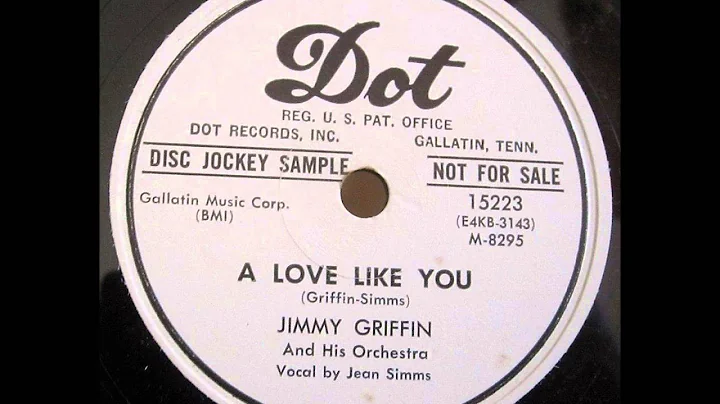 Dot
REG. U. S. PAT. OFFICE
DOT RECORDS, INC.
GALLATIN, TENN.
DISC JOCKEY SAMPLE
NOT FOR SALE
Gallatin Music Corp.
(BMI)
15223
(E4KB-3143)
M-8295
A LOVE LIKE YOU
(Griffin-Simms)
JIMMY GRIFFIN
And His Orchestra
Vocal by Jean Simms